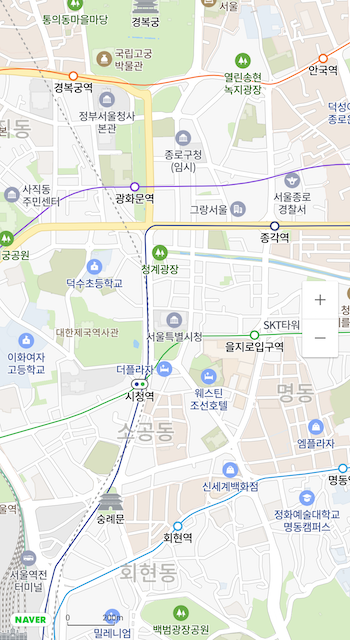 통의동마을마당
경복궁
서울
국립고궁
박물관
안국역
열린송현
녹지광장
경복궁역
정부서울청사
본관
종로구청
(임시)
사직동
주민센터
광화문역
서울종로
경찰서
그랑서울
종각역
궁공원
청계광장
덕수초등학교
대한제국역사관
서울특별시청
SKT타워
을지로입구역
이화여자
고등학교
더플라자
시청역
웨스틴
조선호텔
명동
소공동
엠플라자
신세계백화점
명동역
정화예술대학교
명동캠퍼스
숭례문
회현역
서울역전
터미널
회현동
NAVER
0
200m
밀레니엄
백범광장공원